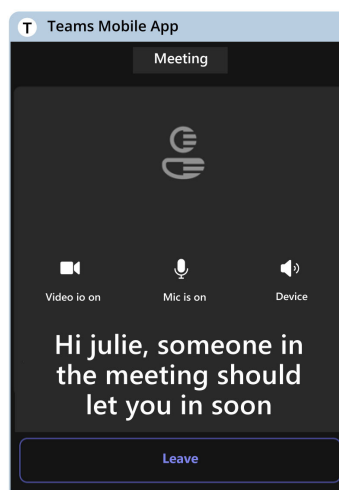 T Teams Mobile App
Meeting
Video io on Mic is on Device
Hi julie, someone in
the meeting should
let you in soon
Leave